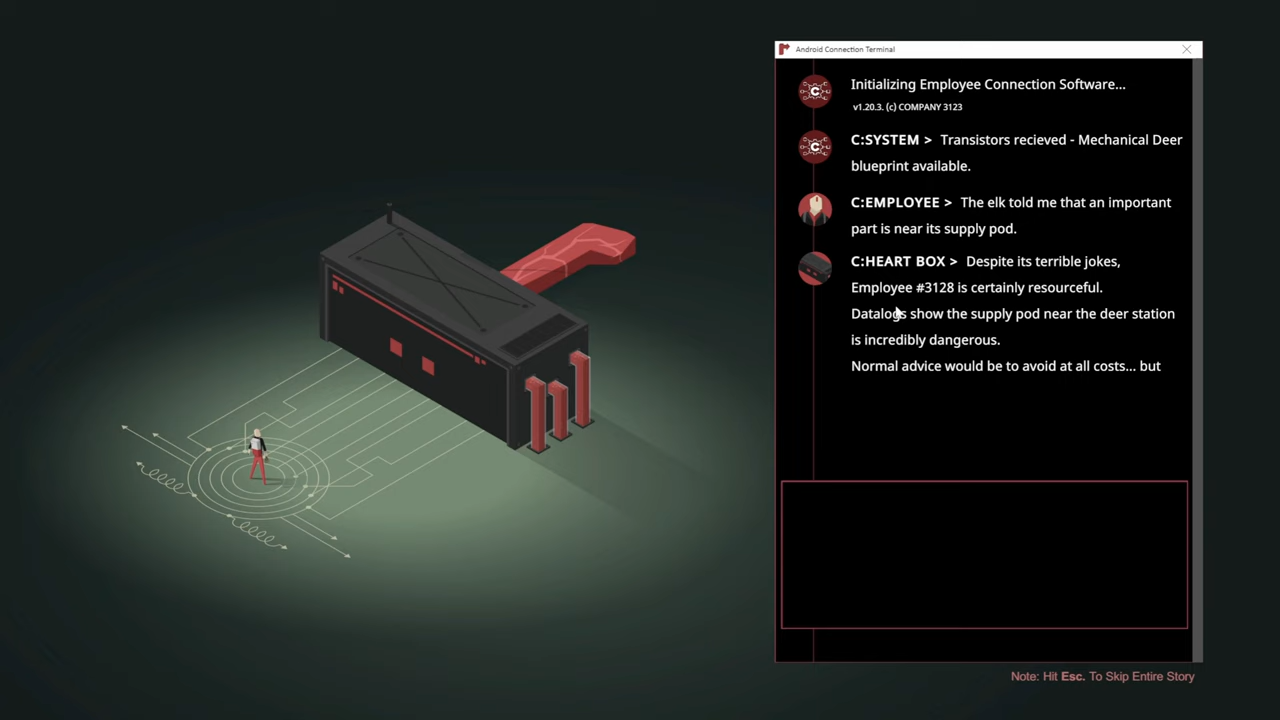 Android Connection Terminal
Initializing Employee Connection Software...
v1.20.3. (c) COMPANY 3123
C:SYSTEM > Transistors recieved - Mechanical Deer
blueprint available.
C:EMPLOYEE > The elk told me that an important
part is near its supply pod.
C:HEART BOX > Despite its terrible jokes,
Employee #3128 is certainly resourceful.
Datalogs show the supply pod near the deer station
is incredibly dangerous.
Normal advice would be to avoid at all costs... but
Note: Hit Esc. To Skip Entire Story